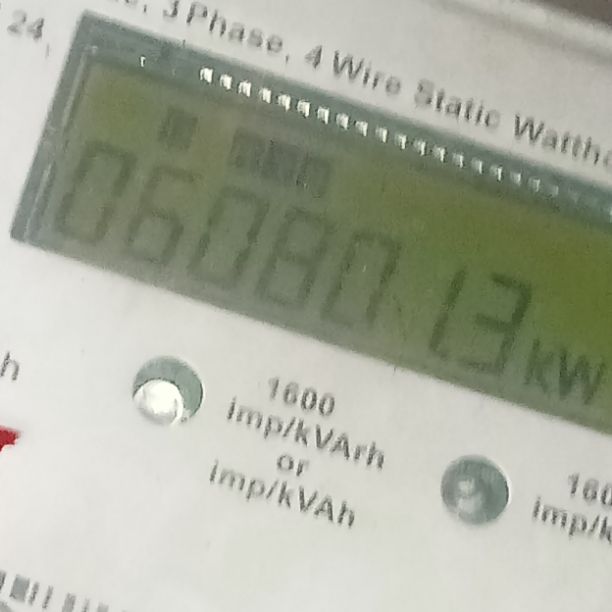 24,
3 Phase, 4 Wire Static Watth
06080 13 kW
h
1600
imp/kVArh
or
imp/kVAh
160
imp/k